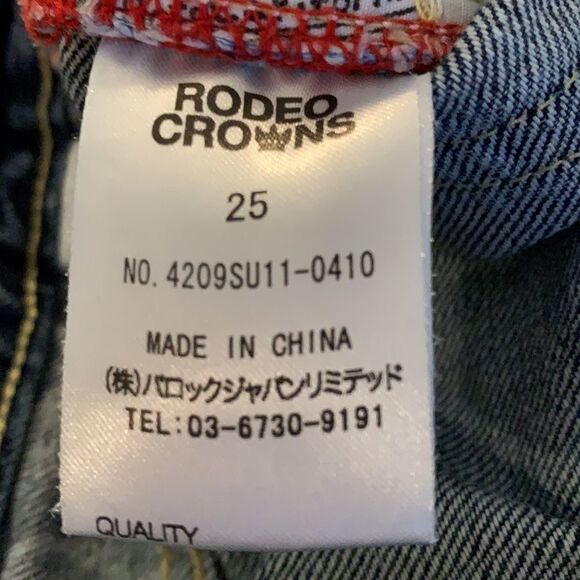 RODEO
CROWNS
25
NO. 4209SU11-0410
MADE IN CHINA
(株)バロックジャパンリミテッド
TEL:03-6730-9191
QUALITY